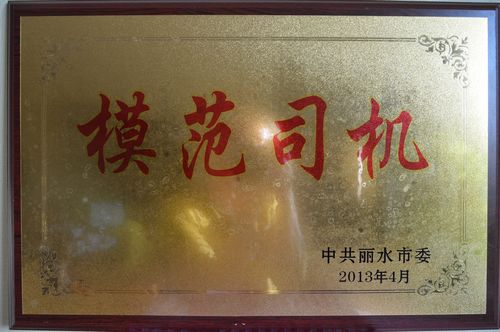 模范司机
中共丽水市委
2013年4月